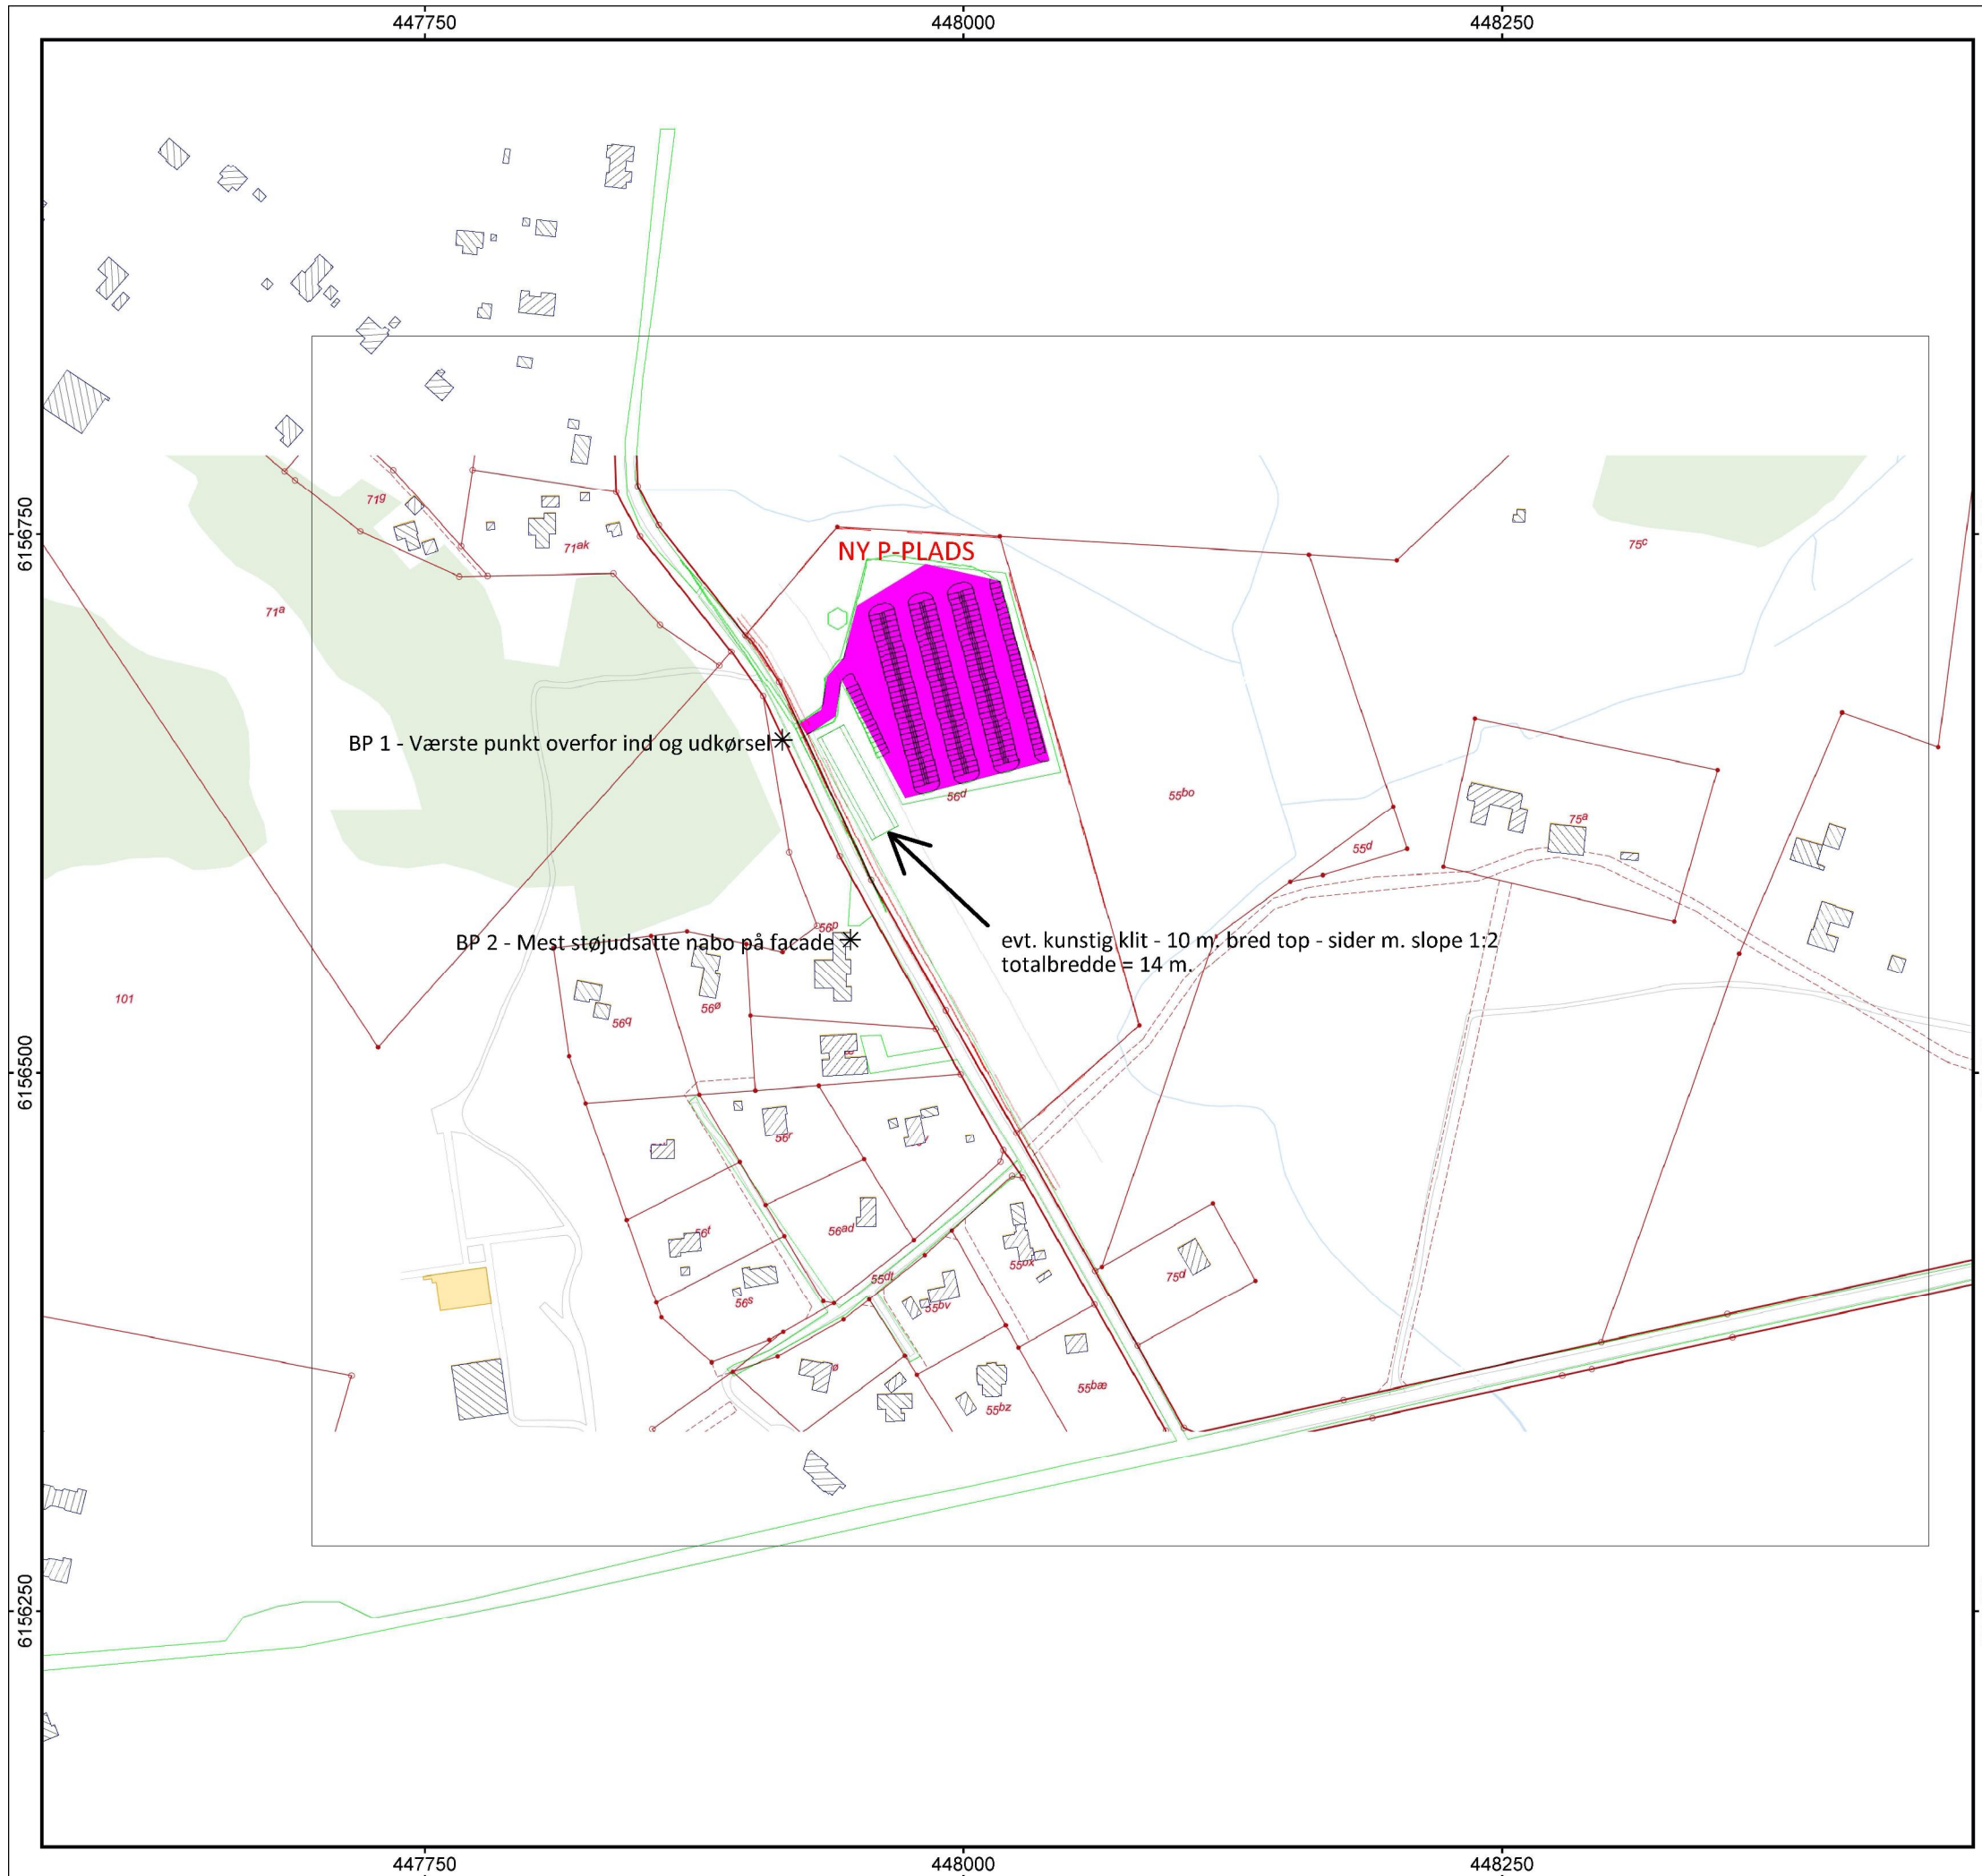 447750 448000 448250
6156750
NY P-PLADS
71g
71ak
75c
71a
BP 1 - Værste punkt overfor ind og udkørsel
56d
55bo
75a
55d
56p
BP 2 - Mest støjudsatte nabo på facade
evt. kunstig klit - 10 m. bred top - sider m. slope 1:2
totalbredde = 14 m.
101
56q
56ø
6156500
56r
56t
56ad
55bx
75d
55dt
56s
55bv
55bæ
55bz
6156250
447750 448000 448250